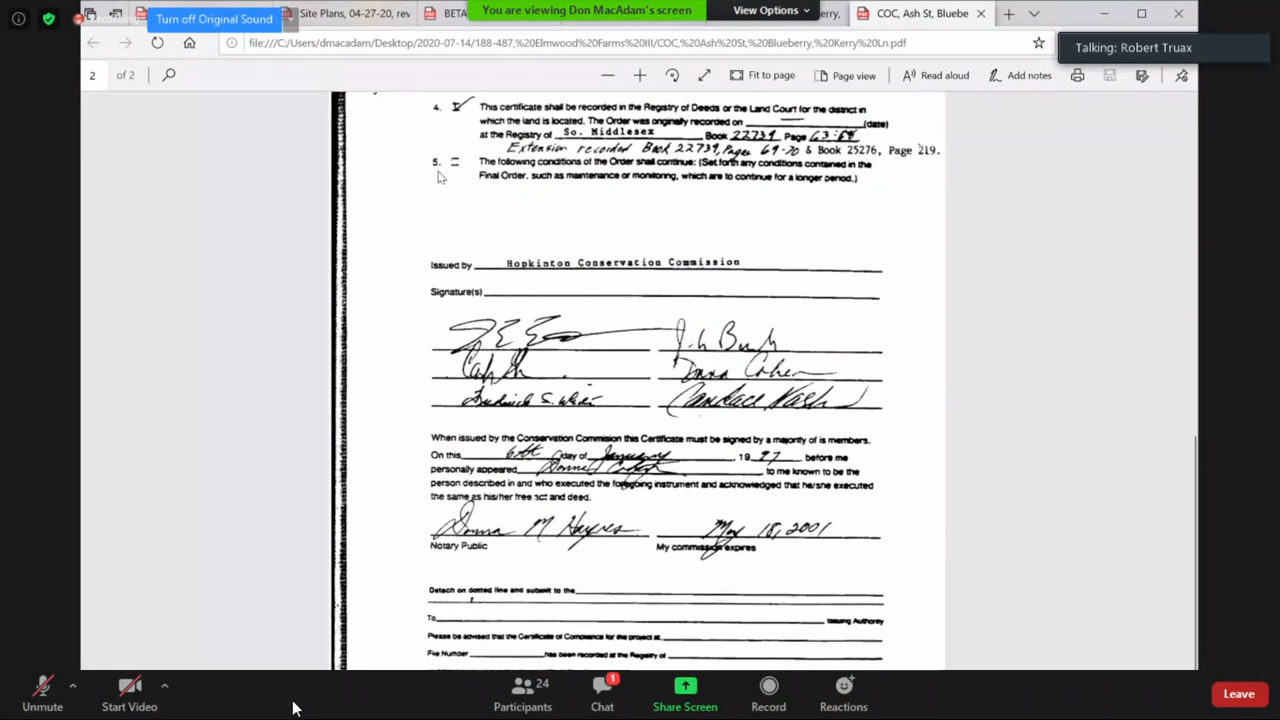 Recording
Turn off Original Sound
Site Plans, 04-27-20, rev
BETA
You are viewing Don MacAdam's screen
View Options
erry,
COC, Ash St, Bluebe
file:///C:/Users/dmacadam/Desktop/2020-07-14/188-487,%20Elmwood%20Farms%20III/COC,%20Ash%20St,%20Blueberry,%20Kerry%20Ln.pdf
Talking: Robert Truax
2 of 2
Fit to page
Page view
Read aloud
Add notes
4. This certificate shall be recorded in the Registry of Deeds or the Land Court for the district in
which the land is located. The Order was originally recorded on (date)
at the Registry of So. Middlesex Book 22739 Page
Extension recorded Book 22739, Pages 69-70 & Book 25276, Page 219.
5. The following conditions of the Order shall continue: (Set forth any conditions contained in the
Final Order, such as maintenance or monitoring, which are to continue for a longer period.)
Issued by Hopkinton Conservation Commission
Signature(s)
Dana Cohen
Candace Nash
When issued by the Conservation Commision this Certificate must be signed by a majority of is members.
On this 6th day of January, 1997 before me
personally appeared to me known to be the
person described in and who executed the foregoing instrument and acknowledged that he/she executed
the same as his/her free act and deed.
Donna M Hayes May 18, 2001
Notary Public My commission expires
Detach on dotted line and submit to the
To Issuing Authority
Please be advised that the Certificate of Compliance for the project at
File Number has been recorded at the Registry of
Unmute
Start Video
24
Participants
1
Chat
Share Screen
Record
Reactions
Leave